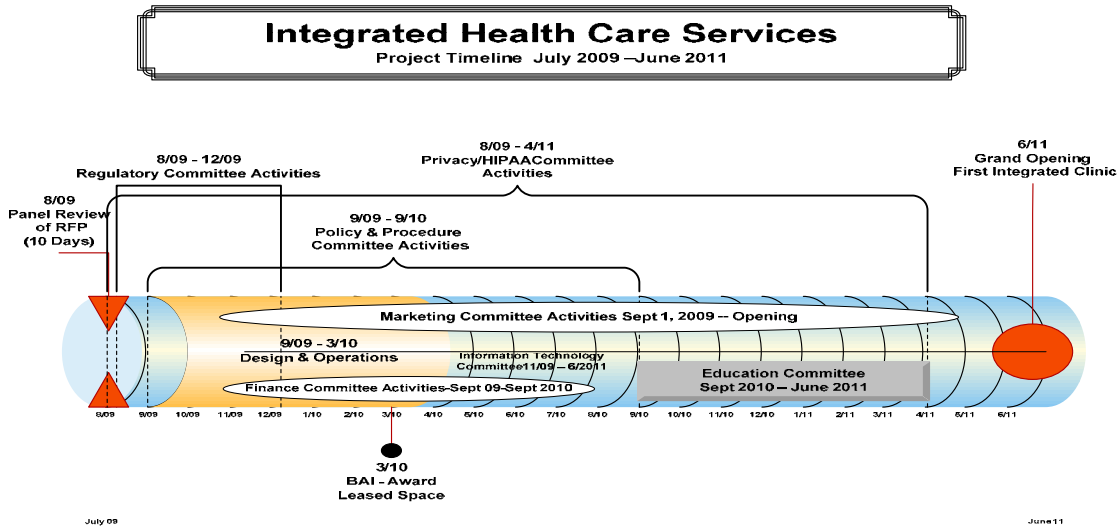 Integrated Health Care Services
Project Timeline July 2009 –June 2011
8/09 - 4/11
Privacy/HIPAACommittee
Activities
6/11
Grand Opening
First Integrated Clinic
8/09 - 12/09
Regulatory Committee Activities
8/09
Panel Review
of RFP
(10 Days)
9/09 - 9/10
Policy & Procedure
Committee Activities
Marketing Committee Activities Sept 1, 2009 -- Opening
9/09 - 3/10
Design & Operations
Information Technology
Committee11/09 – 6/2011
Education Committee
Sept 2010 – June 2011
Finance Committee Activities-Sept 09-Sept 2010
8/09 9/09 10/09 11/09 12/09 1/10 2/10 3/10 4/10 5/10 6/10 7/10 8/10 9/10 10/10 11/10 12/10 1/11 2/11 3/11 4/11 5/11 6/11
3/10
BAI - Award
Leased Space
July 09 June 11